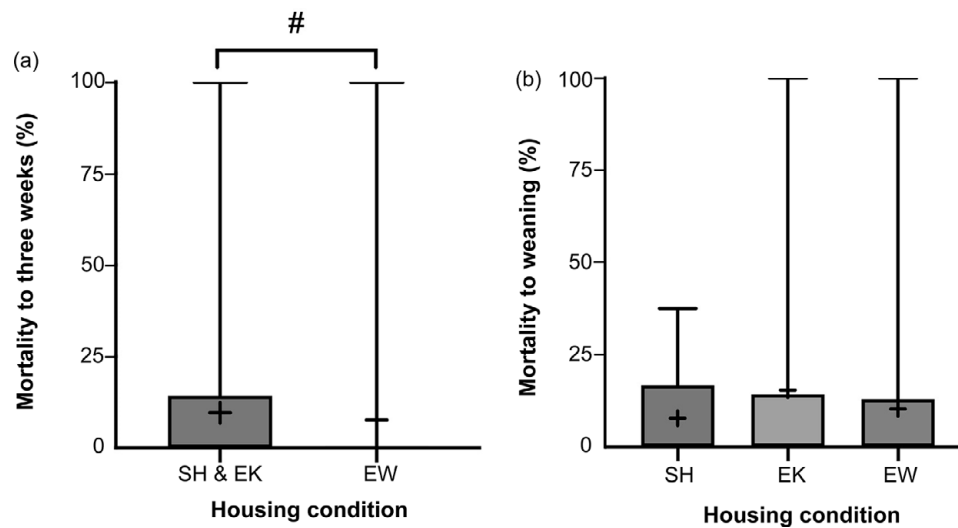 #
(a)
100
75
50
25
0
Mortality to three weeks (%)
SH & EK
EW
Housing condition
(b)
100
75
50
25
0
Mortality to weaning (%)
SH
EK
EW
Housing condition